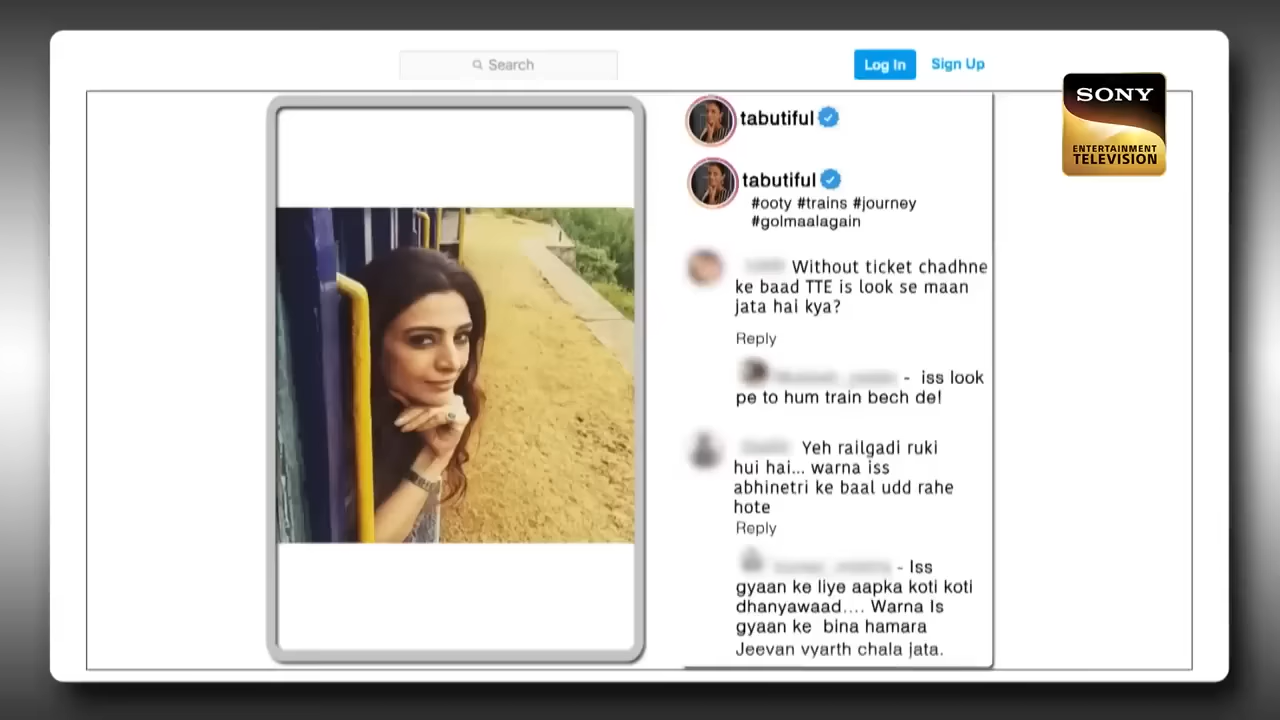 Search
Log In
Sign Up
SONY
ENTERTAINMENT
TELEVISION
tabutiful
tabutiful
#ooty #trains #journey
#golmaalagain
Without ticket chadhne
ke baad TTE is look se maan
jata hai kya?
Reply
- iss look
pe to hum train bech de!
Yeh railgadi ruki
hui hai... warna iss
abhinetri ke baal udd rahe
hote
Reply
- Iss
gyaan ke liye aapka koti koti
dhanyawaad.... Warna Is
gyaan ke bina hamara
Jeevan vyarth chala jata.